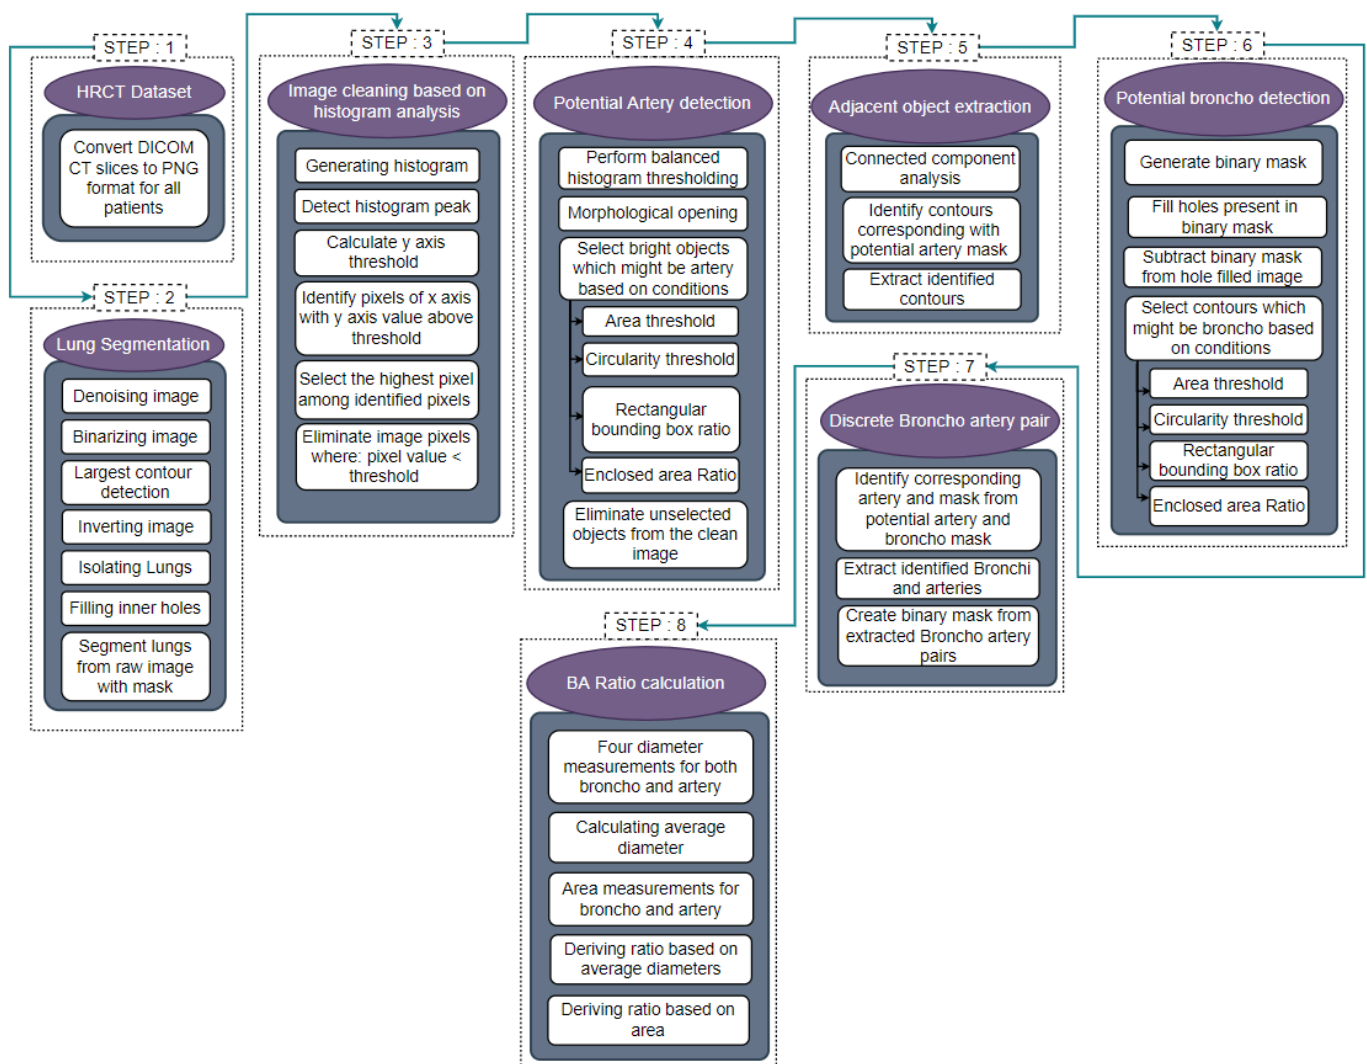 STEP : 1
HRCT Dataset
Convert DICOM
CT slices to PNG
format for all
patients
STEP : 2
Lung Segmentation
Denoising image
Binarizing image
Largest contour
detection
Inverting image
Isolating Lungs
Filling inner holes
Segment lungs
from raw image
with mask
STEP : 3
Image cleaning based on
histogram analysis
Generating histogram
Detect histogram peak
Calculate y axis
threshold
Identify pixels of x axis
with y axis value above
threshold
Select the highest pixel
among identified pixels
Eliminate image pixels
where: pixel value <
threshold
STEP : 4
Potential Artery detection
Perform balanced
histogram thresholding
Morphological opening
Select bright objects
which might be artery
based on conditions
Area threshold
Circularity threshold
Rectangular
bounding box
ratio
Enclosed area Ratio
Eliminate unselected
objects from the clean
image
STEP : 5
Adjacent object extraction
Connected component
analysis
Identify contours
corresponding with
potential artery mask
Extract identified
contours
STEP : 6
Potential broncho detection
Generate binary mask
Fill holes present in
binary mask
Subtract binary mask
from hole filled image
Select contours which
might be broncho based
on conditions
Area threshold
Circularity threshold
Rectangular
bounding box ratio
Enclosed area Ratio
STEP : 7
Discrete Broncho artery pair
Identify corresponding
artery and mask from
potential artery and
broncho mask
Extract identified Bronchi
and arteries
Create binary mask from
extracted Broncho artery
pairs
STEP : 8
BA Ratio calculation
Four diameter
measurements for both
broncho and artery
Calculating average
diameter
Area measurements for
broncho and artery
Deriving ratio based on
average diameters
Deriving ratio based on
area